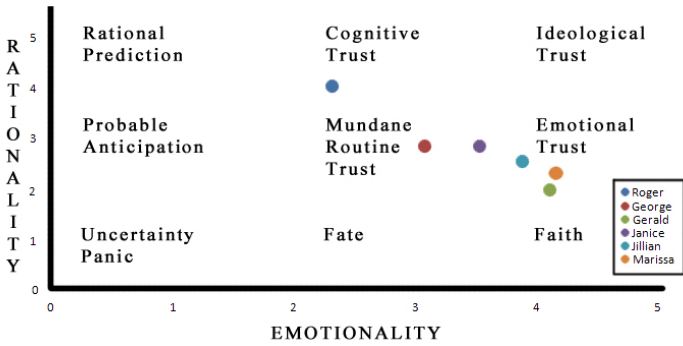 RATIONALITY
5
4
3
2
1
0
Rational
Prediction
Cognitive
Trust
Ideological
Trust
Probable
Anticipation
Mundane
Routine
Trust
Emotional
Trust
Uncertainty
Panic
Fate
Faith
Roger
George
Gerald
Janice
Jillian
Marissa
0 1 2 3 4 5
EMOTIONALITY